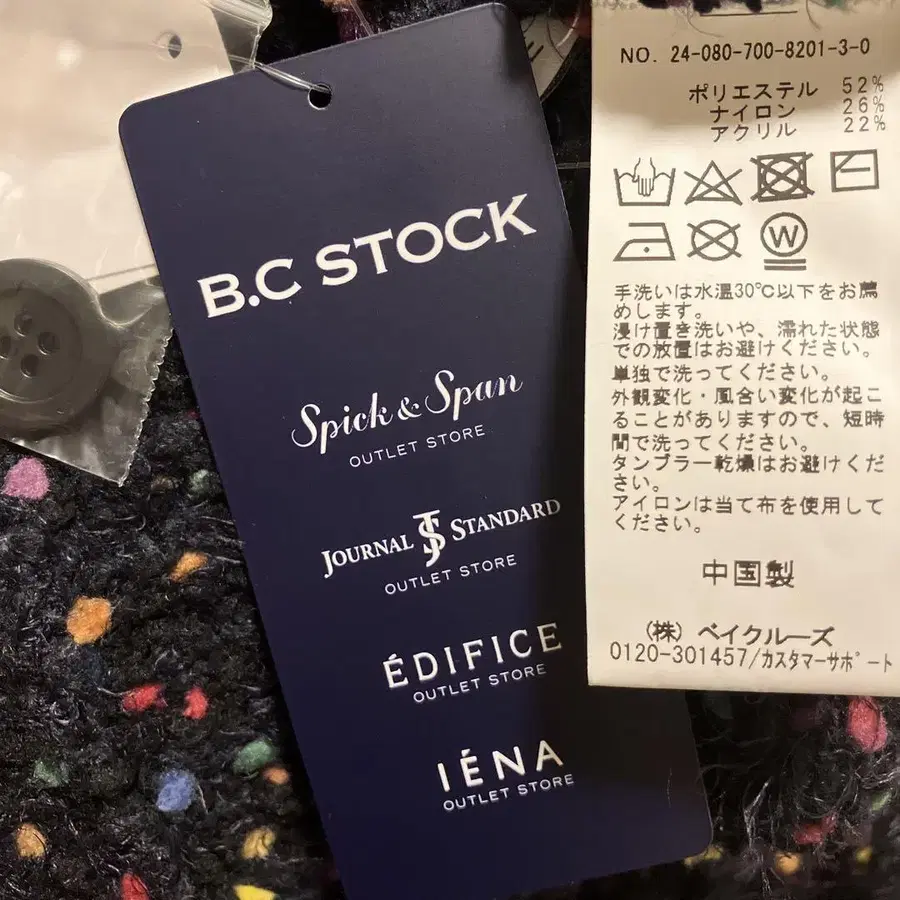 B.C STOCK
Spick & Span
OUTLET STORE
JOURNAL JS STANDARD
OUTLET STORE
ÉDIFICE
OUTLET STORE
IÉNA
OUTLET STORE
NO. 24-080-700-8201-3-0
ポリエステル 52%
ナイロン 26%
アクリル 22%
W
手洗いは水温30℃以下をお薦
めします。
浸け置き洗いや、濡れた状態
での放置はお避けください。
単独で洗ってください。
外観変化・風合い変化が起こ
ることがありますので、短時
間で洗ってください。
タンブラー乾燥はお避けくださ
い。
アイロンは当て布を使用して
ください。
中国製
(株) ベイクルーズ
0120-301457/カスタマーサポート